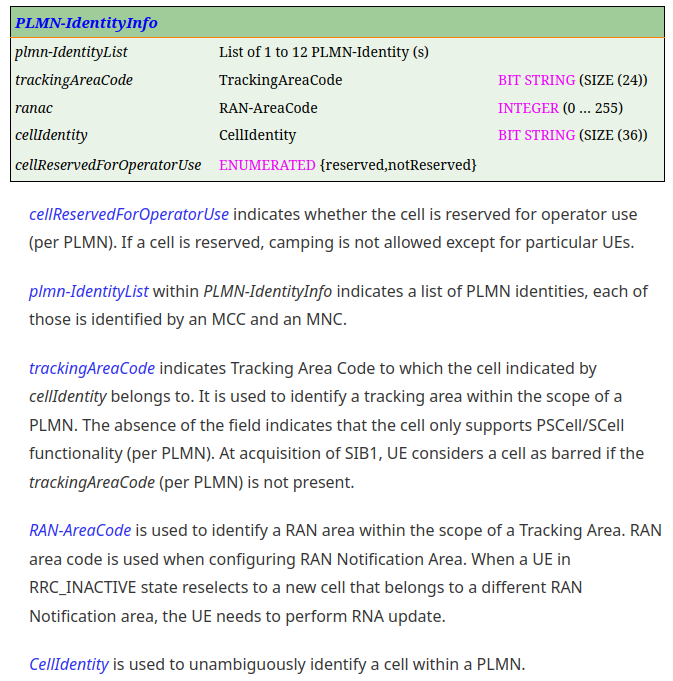 PLMN-IdentityInfo
plmn-IdentityList List of 1 to 12 PLMN-Identity (s)
trackingAreaCode TrackingAreaCode BIT STRING (SIZE (24))
ranac RAN-AreaCode INTEGER (0 … 255)
cellIdentity CellIdentity BIT STRING (SIZE (36))
cellReservedForOperatorUse ENUMERATED {reserved,notReserved}
cellReservedForOperatorUse indicates whether the cell is reserved for operator use
(per PLMN). If a cell is reserved, camping is not allowed except for particular UEs.
plmn-IdentityList within PLMN-IdentityInfo indicates a list of PLMN identities, each of
those is identified by an MCC and an MNC.
trackingAreaCode indicates Tracking Area Code to which the cell indicated by
cellIdentity belongs to. It is used to identify a tracking area within the scope of a
PLMN. The absence of the field indicates that the cell only supports PSCell/SCell
functionality (per PLMN). At acquisition of SIB1, UE considers a cell as barred if the
trackingAreaCode (per PLMN) is not present.
RAN-AreaCode is used to identify a RAN area within the scope of a Tracking Area. RAN
area code is used when configuring RAN Notification Area. When a UE in
RRC_INACTIVE state reselects to a new cell that belongs to a different RAN
Notification area, the UE needs to perform RNA update.
CellIdentity is used to unambiguously identify a cell within a PLMN.